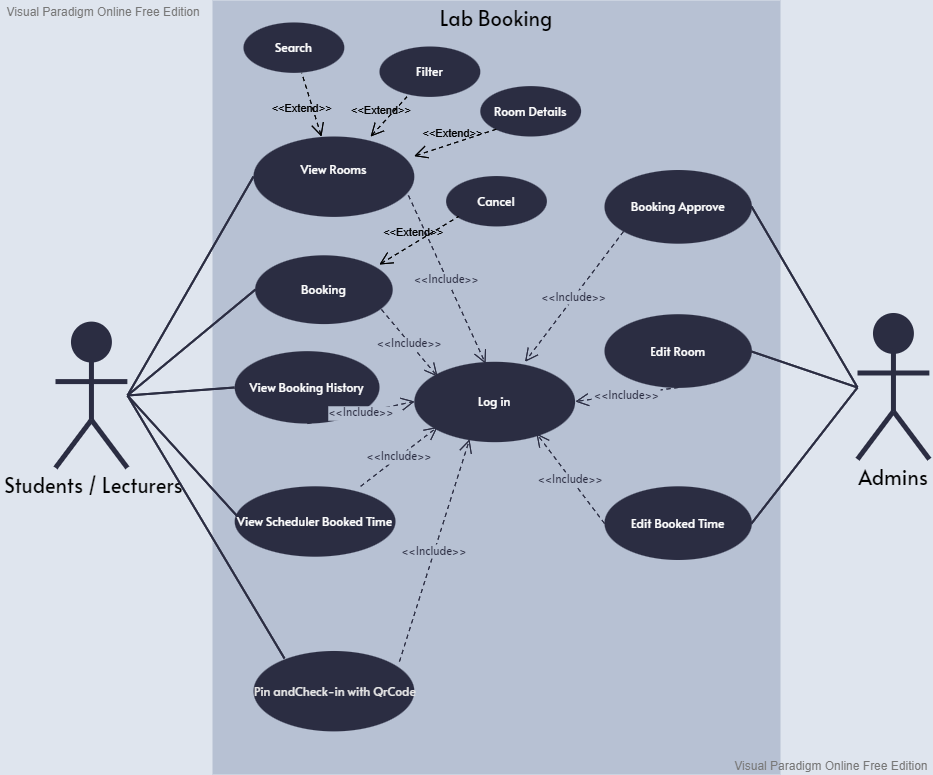 Visual Paradigm Online Free Edition
Lab Booking
Search
Filter
<<Extend>>
<<Extend>>
Room Details
<<Extend>>
View Rooms
Cancel
Booking Approve
<<Extend>>
<<Include>>
Booking
<<Include>>
<<Include>>
Edit Room
View Booking History
<<Include>>
Log in
<<Include>>
<<Include>>
Students / Lecturers
Admins
<<Include>>
View Scheduler Booked Time
Edit Booked Time
<<Include>>
Pin andCheck-in with QrCode
Visual Paradigm Online Free Edition